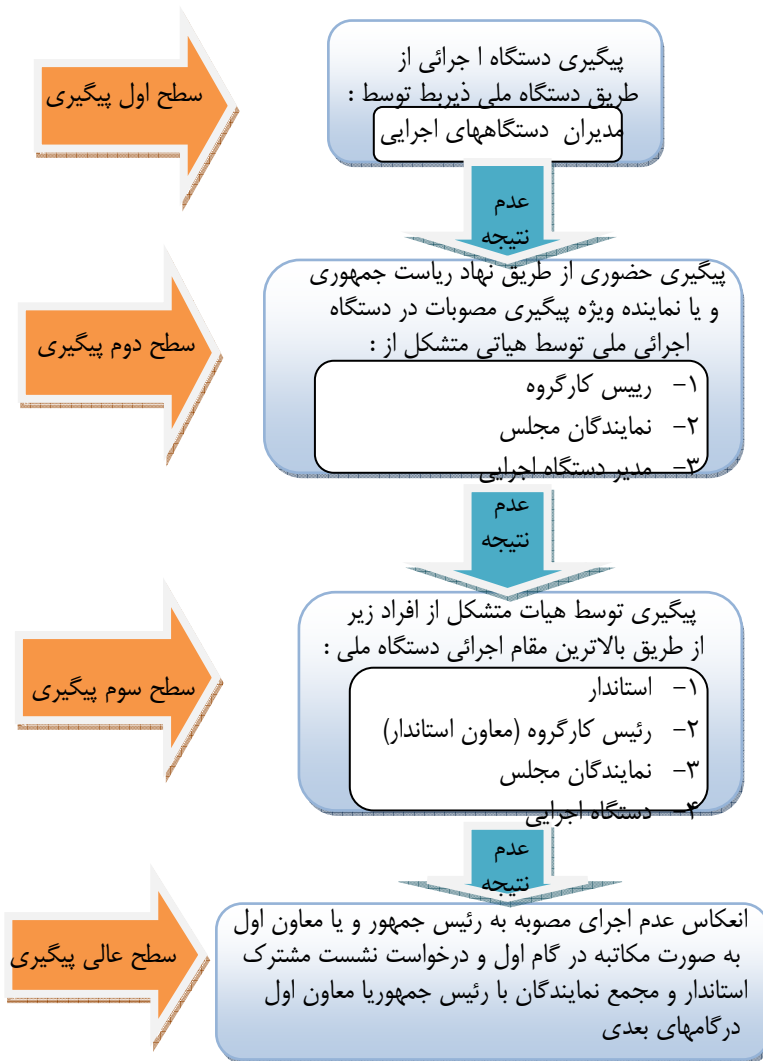 سطح اول پیگیری
پیگیری دستگاه ا جرائی از
طریق دستگاه ملی ذیربط توسط :
مدیران دستگاههای اجرایی
عدم
نتیجه
سطح دوم پیگیری
پیگیری حضوری از طریق نهاد ریاست جمهوری
و یا نماینده ویژه پیگیری مصوبات در دستگاه
اجرائی ملی توسط هیاتی متشکل از :
۱- رییس کارگروه
۲- نمایندگان مجلس
۳- مدیر دستگاه اجرایی
عدم
نتیجه
سطح سوم پیگیری
پیگیری توسط هیات متشکل از افراد زیر
از طریق بالاترین مقام اجرائی دستگاه ملی :
۱- استاندار
۲- رئیس کارگروه (معاون استاندار)
۳- نمایندگان مجلس
۴- دستگاه اجرایی
عدم
نتیجه
سطح عالی پیگیری
انعکاس عدم اجرای مصوبه به رئیس جمهور و یا معاون اول
به صورت مکاتبه در گام اول و درخواست نشست مشترک
استاندار و مجمع نمایندگان با رئیس جمهوریا معاون اول
درگامهای بعدی